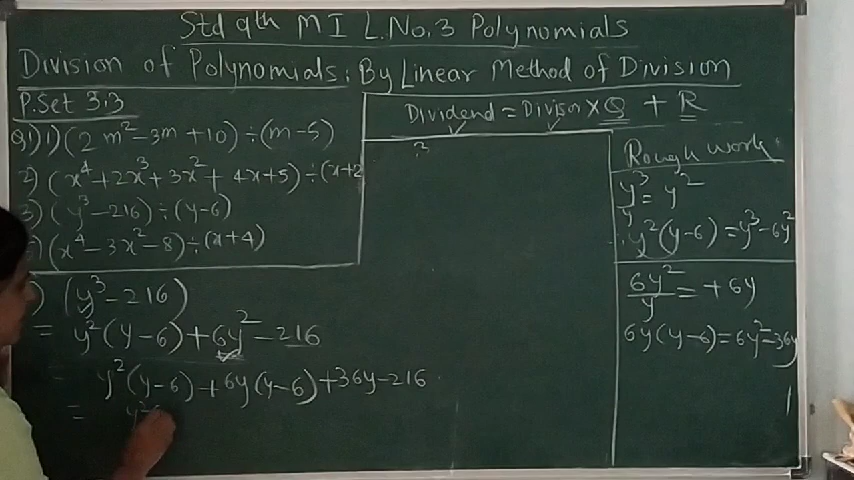 Std 9th M I L.No.3 Polynomials
Division of Polynomials: By Linear Method of Division
P.Set 3.3
Q1) 1) (2m² - 3m + 10) ÷ (m - 5)
2) (x⁴ + 2x³ + 3x² + 4x + 5) ÷ (x + 2
3) (y³ - 216) ÷ (y - 6)
(x⁴ - 3x² - 8) ÷ (x + 4)
Dividend = Divisor × Q + R
) (y³ - 216)
= y² (y - 6) + 6y² - 216
y² (y - 6) + 6y (y - 6) + 36y - 216
=
Rough work
y³/y = y²
y² (y - 6) = y³ - 6y²
6y²/y = + 6y
6y (y - 6) = 6y² - 36y